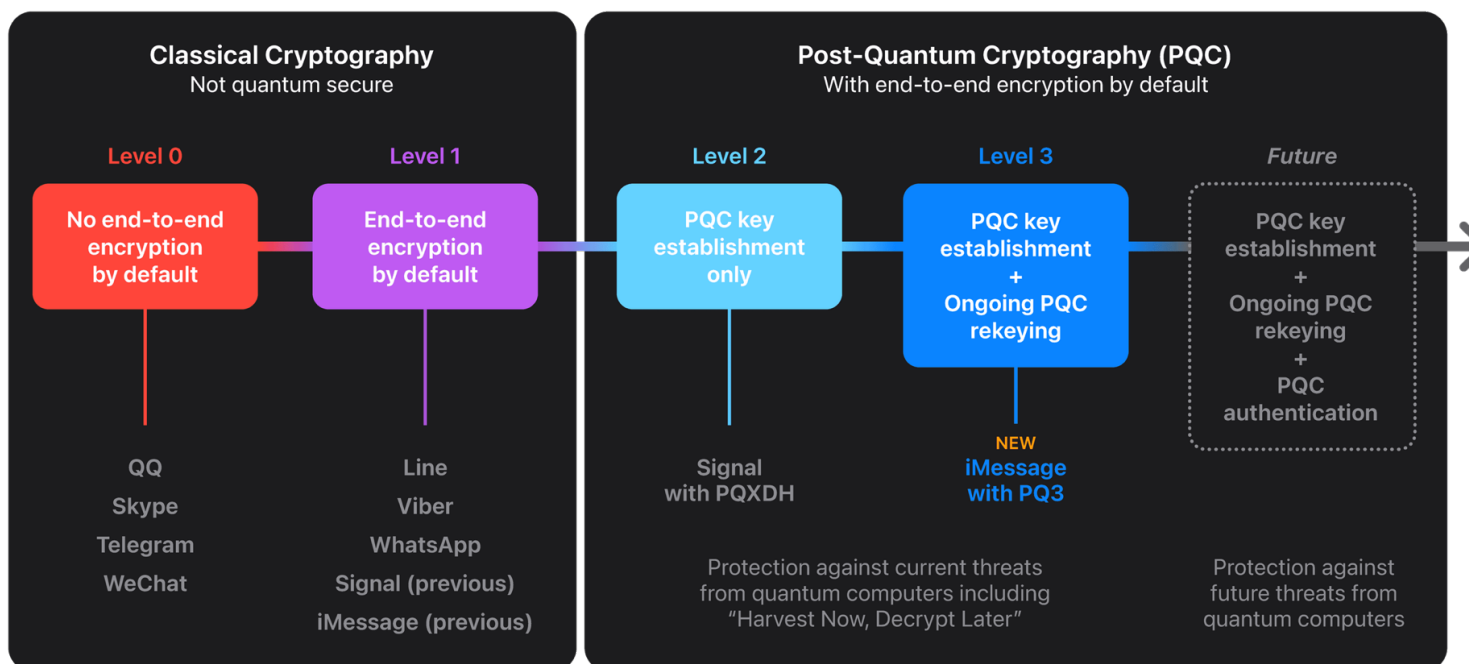 Classical Cryptography
Not quantum secure
Level 0
No end-to-end
encryption
by default
QQ
Skype
Telegram
WeChat
Level 1
End-to-end
encryption
by default
Line
Viber
WhatsApp
Signal (previous)
iMessage (previous)
Post-Quantum Cryptography (PQC)
With end-to-end encryption by default
Level 2
PQC key
establishment
only
Signal
with PQXDH
Level 3
PQC key
establishment
+
Ongoing PQC
rekeying
NEW
iMessage
with PQ3
Protection against current threats
from quantum computers including
“Harvest Now, Decrypt Later”
Future
PQC key
establishment
+
Ongoing PQC
rekeying
+
PQC
authentication
Protection against
future threats from
quantum computers